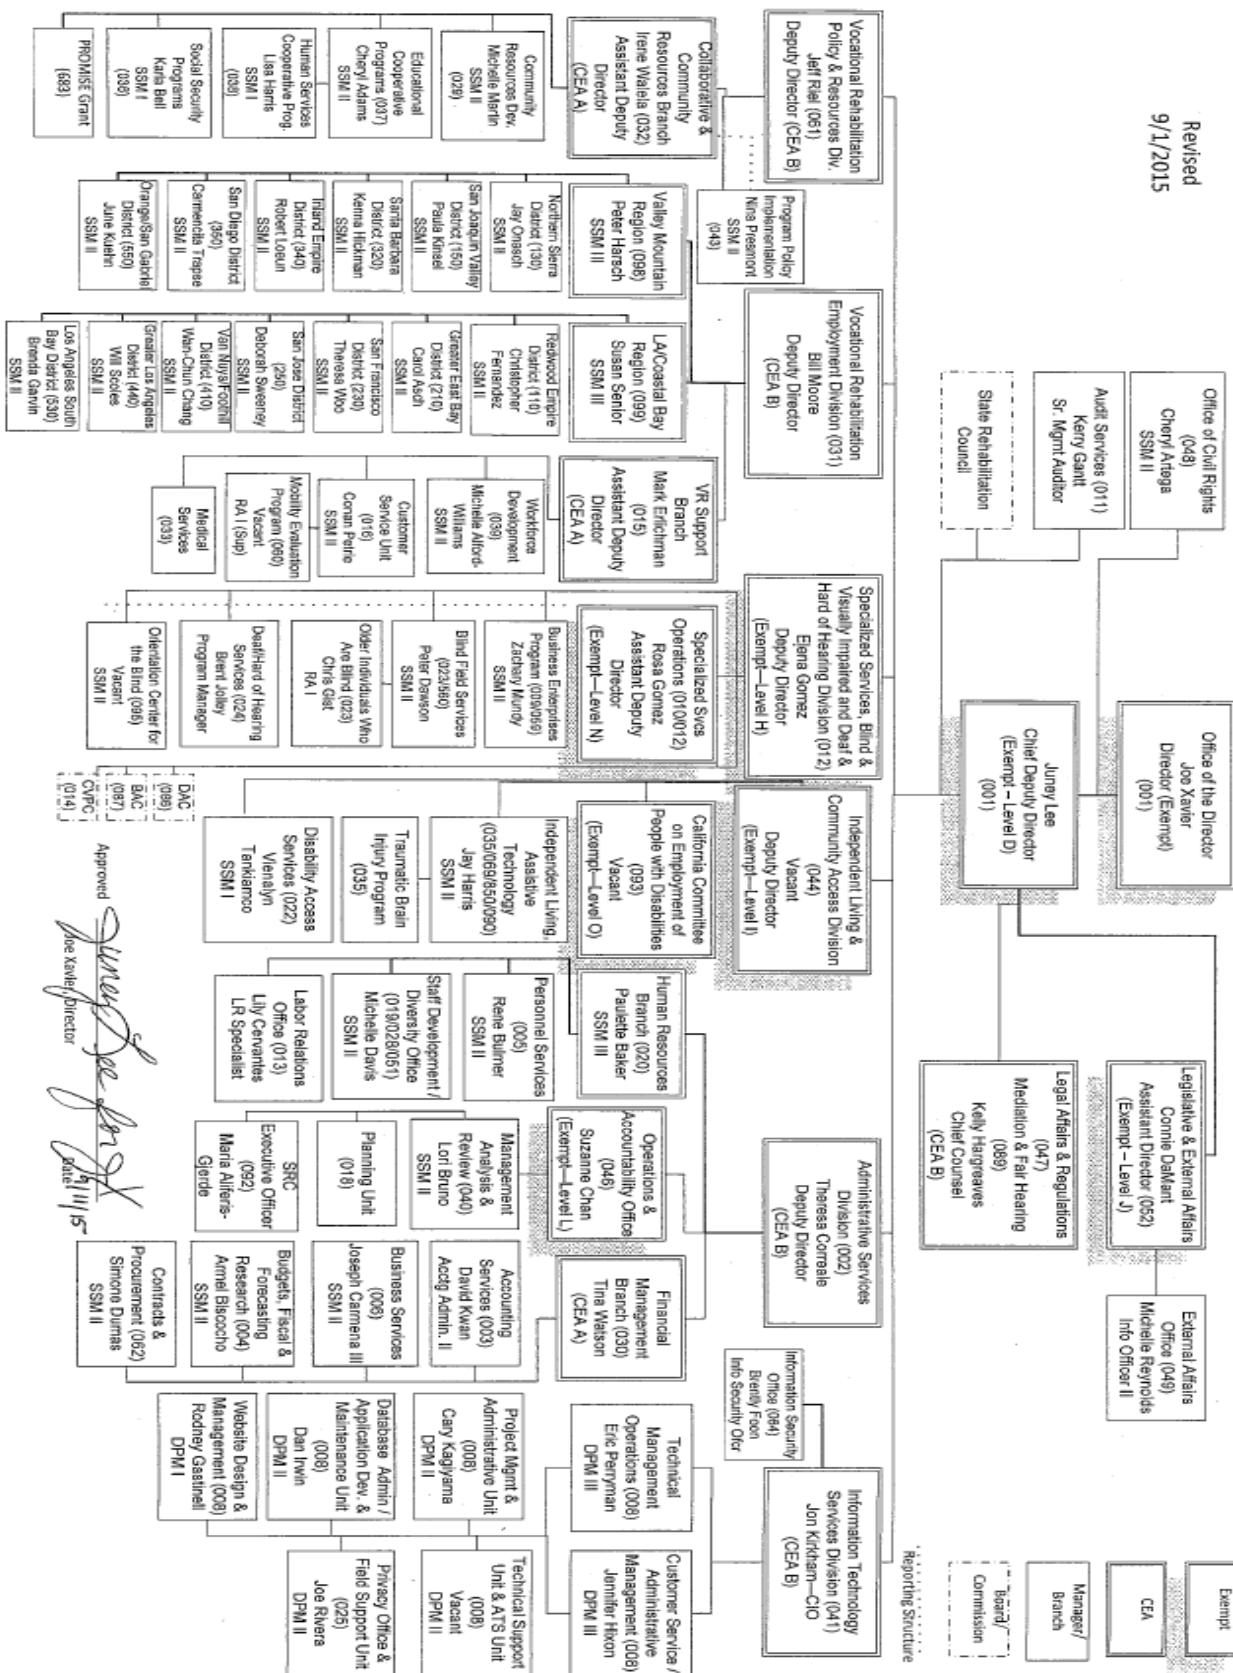 Revised
9/1/2015
Office of the Director
Joe Xavier
Director (Exempt)
(001)
Juney Lee
Chief Deputy Director
(Exempt – Level D)
(001)
Office of Civil Rights
(048)
Cheryl Artega
SSM II
Audit Services (011)
Kerry Gantt
Sr. Mgmt Auditor
State Rehabilitation
Council
Legislative & External Affairs
Connie DaMant
Assistant Director (052)
(Exempt – Level J)
External Affairs
Office (049)
Michelle Reynolds
Info Officer II
Legal Affairs & Regulations
(047)
Mediation & Fair Hearing
(089)
Kelly Hargreaves
Chief Counsel
(CEA B)
Exempt
CEA
Manager/
Branch
Board/
Commission
Reporting Structure
Vocational Rehabilitation
Policy & Resources Div.
Jeff Riel (061)
Deputy Director (CEA B)
Program Policy
Implementation
Nina Presmont
SSM II
(043)
Collaborative &
Community
Resources Branch
Irene Walela (032)
Assistant Deputy
Director
(CEA A)
Community
Resources Dev.
Michelle Martin
SSM II
(029)
Educational
Cooperative
Programs (037)
Cheryl Adams
SSM II
Human Services
Cooperative Prog.
Lisa Harris
SSM I
(038)
Social Security
Programs
Karla Bell
SSM I
(036)
PROMISE Grant
(683)
Vocational Rehabilitation
Employment Division (031)
Bill Moore
Deputy Director
(CEA B)
Valley Mountain
Region (098)
Peter Harsch
SSM III
Northern Sierra
District (130)
Jay Onasch
SSM II
San Joaquin Valley
District (150)
Paula Kinsel
SSM II
Santa Barbara
District (320)
Kenna Hickman
SSM II
Inland Empire
District (340)
Robert Loeun
SSM II
San Diego District
(350)
Carmencita Trapse
SSM II
Orange/San Gabriel
District (550)
June Kuehn
SSM II
LA/Coastal Bay
Region (099)
Susan Senior
SSM III
Redwood Empire
District (110)
Christopher
Fernandez
SSM II
Greater East Bay
District (210)
Carol Asch
SSM II
San Francisco
District (230)
Theresa Woo
SSM II
San Jose District
(250)
Deborah Sweeney
SSM II
Van Nuys/Foothill
District (410)
Wan-Chun Chang
SSM II
Greater Los Angeles
District (440)
Will Scoles
SSM II
Los Angeles South
Bay District (530)
Brenda Garvin
SSM II
VR Support
Branch
(015)
Mark Erlichman
Assistant Deputy
Director
(CEA A)
Workforce
Development
(039)
Michelle Alford-
Williams
SSM II
Customer
Service Unit
(016)
Conan Petrie
SSM II
Mobility Evaluation
Program (060)
Vacant
RA I (Sup)
Medical
Services
(033)
Specialized Services, Blind &
Visually Impaired and Deaf &
Hard of Hearing Division (012)
Elena Gomez
Deputy Director
(Exempt—Level H)
Specialized Svcs
Operations (010/012)
Rosa Gomez
Assistant Deputy
Director
(Exempt—Level N)
Business Enterprises
Program (009/059)
Zachary Mundy
SSM II
Blind Field Services
(023/560)
Peter Dawson
SSM II
Older Individuals Who
Are Blind (023)
Chris Gist
RA I
Deaf/Hard of Hearing
Services (024)
Brent Jolley
Program Manager
Orientation Center for
the Blind (095)
Vacant
SSM II
DAC
(086)
BAC
(087)
CVPC
(014)
Independent Living &
Community Access Division
(044)
Vacant
Deputy Director
(Exempt—Level I)
California Committee
on Employment of
People with Disabilities
(093)
Vacant
(Exempt—Level O)
Independent Living,
Assistive
Technology
(035/069/850/090)
Jay Harris
SSM II
Traumatic Brain
Injury Program
(035)
Disability Access
Services (022)
Vienalyn
Tankiamco
SSM I
Administrative Services
Division (002)
Theresa Correale
Deputy Director
(CEA B)
Human Resources
Branch (020)
Paulette Baker
SSM III
Personnel Services
(005)
Rene Bulmer
SSM II
Staff Development /
Diversity Office
(019/028/051)
Michelle Davis
SSM II
Labor Relations
Office (013)
Lily Cervantes
LR Specialist
Operations &
Accountability Office
(046)
Suzanne Chan
(Exempt—Level L)
Management
Analysis &
Review (040)
Lori Bruno
SSM II
Planning Unit
(018)
SRC
Executive Officer
(092)
Maria Aliferis-
Gjerde
Financial
Management
Branch (030)
Tina Watson
(CEA A)
Accounting
Services (003)
David Kwan
Acctg Admin. II
Business Services
(006)
Joseph Carmena III
SSM II
Budgets, Fiscal &
Forecasting
Research (004)
Armel Biscocho
SSM II
Contracts &
Procurement (062)
Simone Dumas
SSM II
Information Technology
Services Division (041)
Jon Kirkham—CIO
(CEA B)
Information Security
Office (064)
Brently Foon
Info Security Ofcr
Technical
Management
Operations (008)
Eric Perryman
DPM III
Customer Service /
Administrative
Management (008)
Jennifer Hixon
DPM III
Project Mgmt &
Administrative Unit
(008)
Cary Kagiyama
DPM II
Database Admin /
Application Dev. &
Maintenance Unit
(008)
Dan Irwin
DPM II
Website Design &
Management (008)
Rodney Gastinell
DPM I
Technical Support
Unit & ATS Unit
(008)
Vacant
DPM II
Privacy Office &
Field Support Unit
(026)
Joe Rivera
DPM II
Approved Juney Lee for JX
Joe Xavier, Director
Date 9/11/15